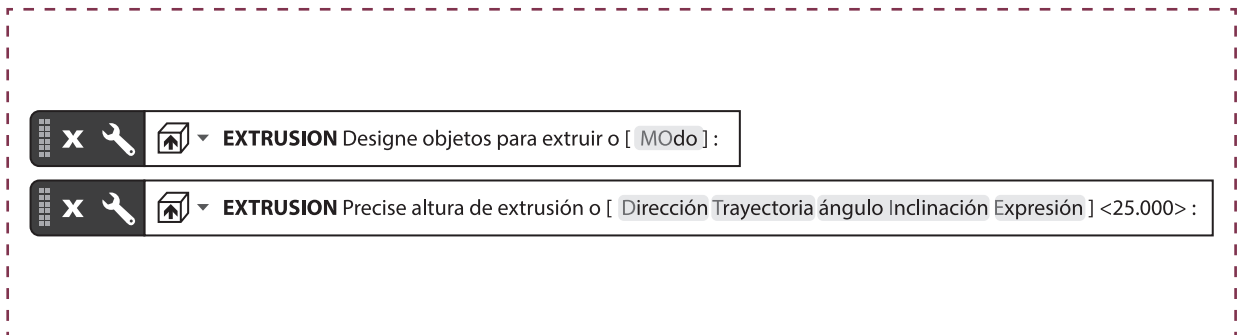 EXTRUSION Designe objetos para extruir o [ MOdo ] :
EXTRUSION Precise altura de extrusión o [ Dirección Trayectoria ángulo Inclinación Expresión ] <25.000> :